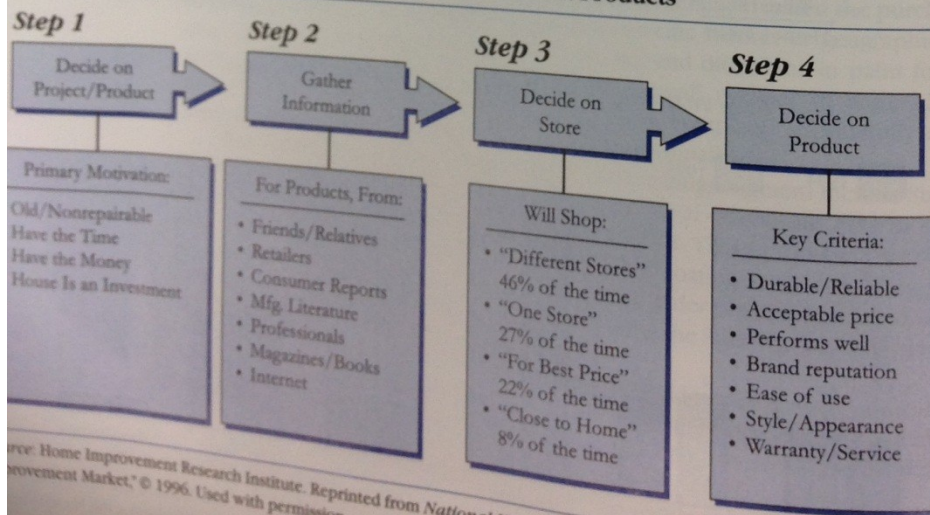 Products
Step 1
Decide on
Project/Product
Primary Motivation:
Old/Nonrepairable
Have the Time
Have the Money
House Is an Investment
Step 2
Gather
Information
For Products, From:
• Friends/Relatives
• Retailers
• Consumer Reports
• Mfg. Literature
• Professionals
• Magazines/Books
• Internet
Step 3
Decide on
Store
Will Shop:
• "Different Stores"
46% of the time
• "One Store"
27% of the time
• "For Best Price"
22% of the time
• "Close to Home"
8% of the time
Step 4
Decide on
Product
Key Criteria:
• Durable/Reliable
• Acceptable price
• Performs well
• Brand reputation
• Ease of use
• Style/Appearance
• Warranty/Service
Home Improvement Research Institute. Reprinted from National
Market," © 1996. Used with